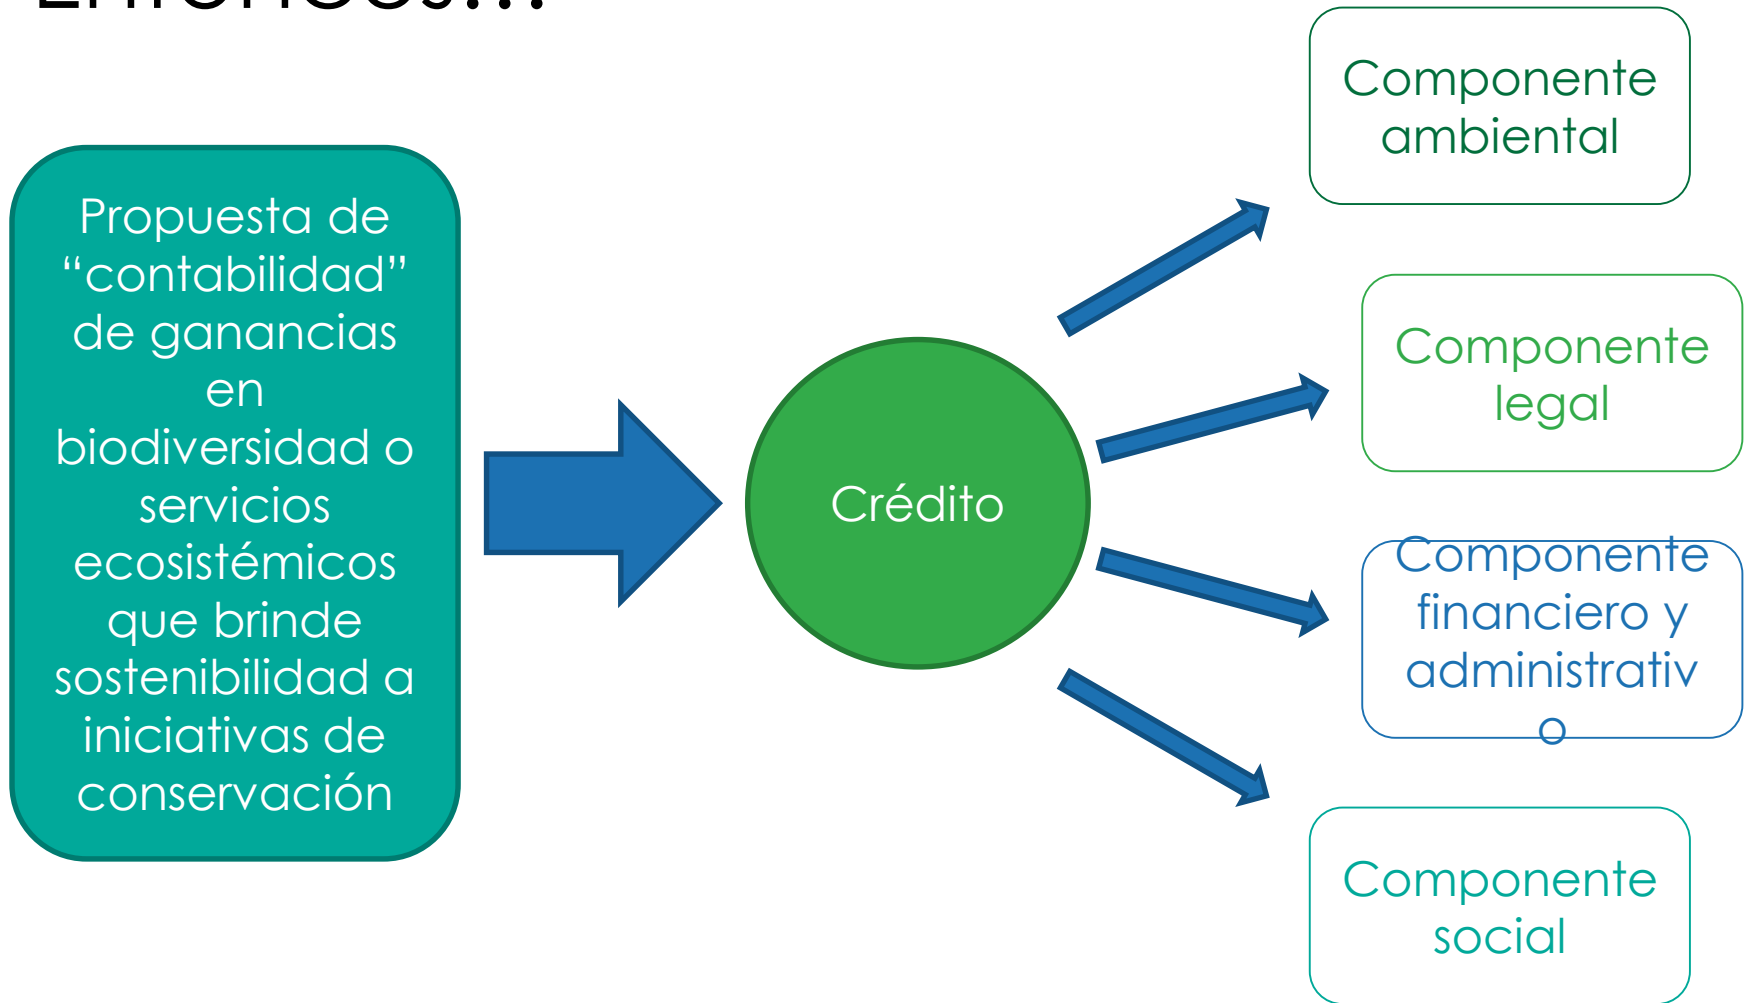 Entonces...
Propuesta de
“contabilidad”
de ganancias
en
biodiversidad o
servicios
ecosistémicos
que brinde
sostenibilidad a
iniciativas de
conservación
Crédito
Componente
ambiental
Componente
legal
Componente
financiero y
administrativ
o
Componente
social